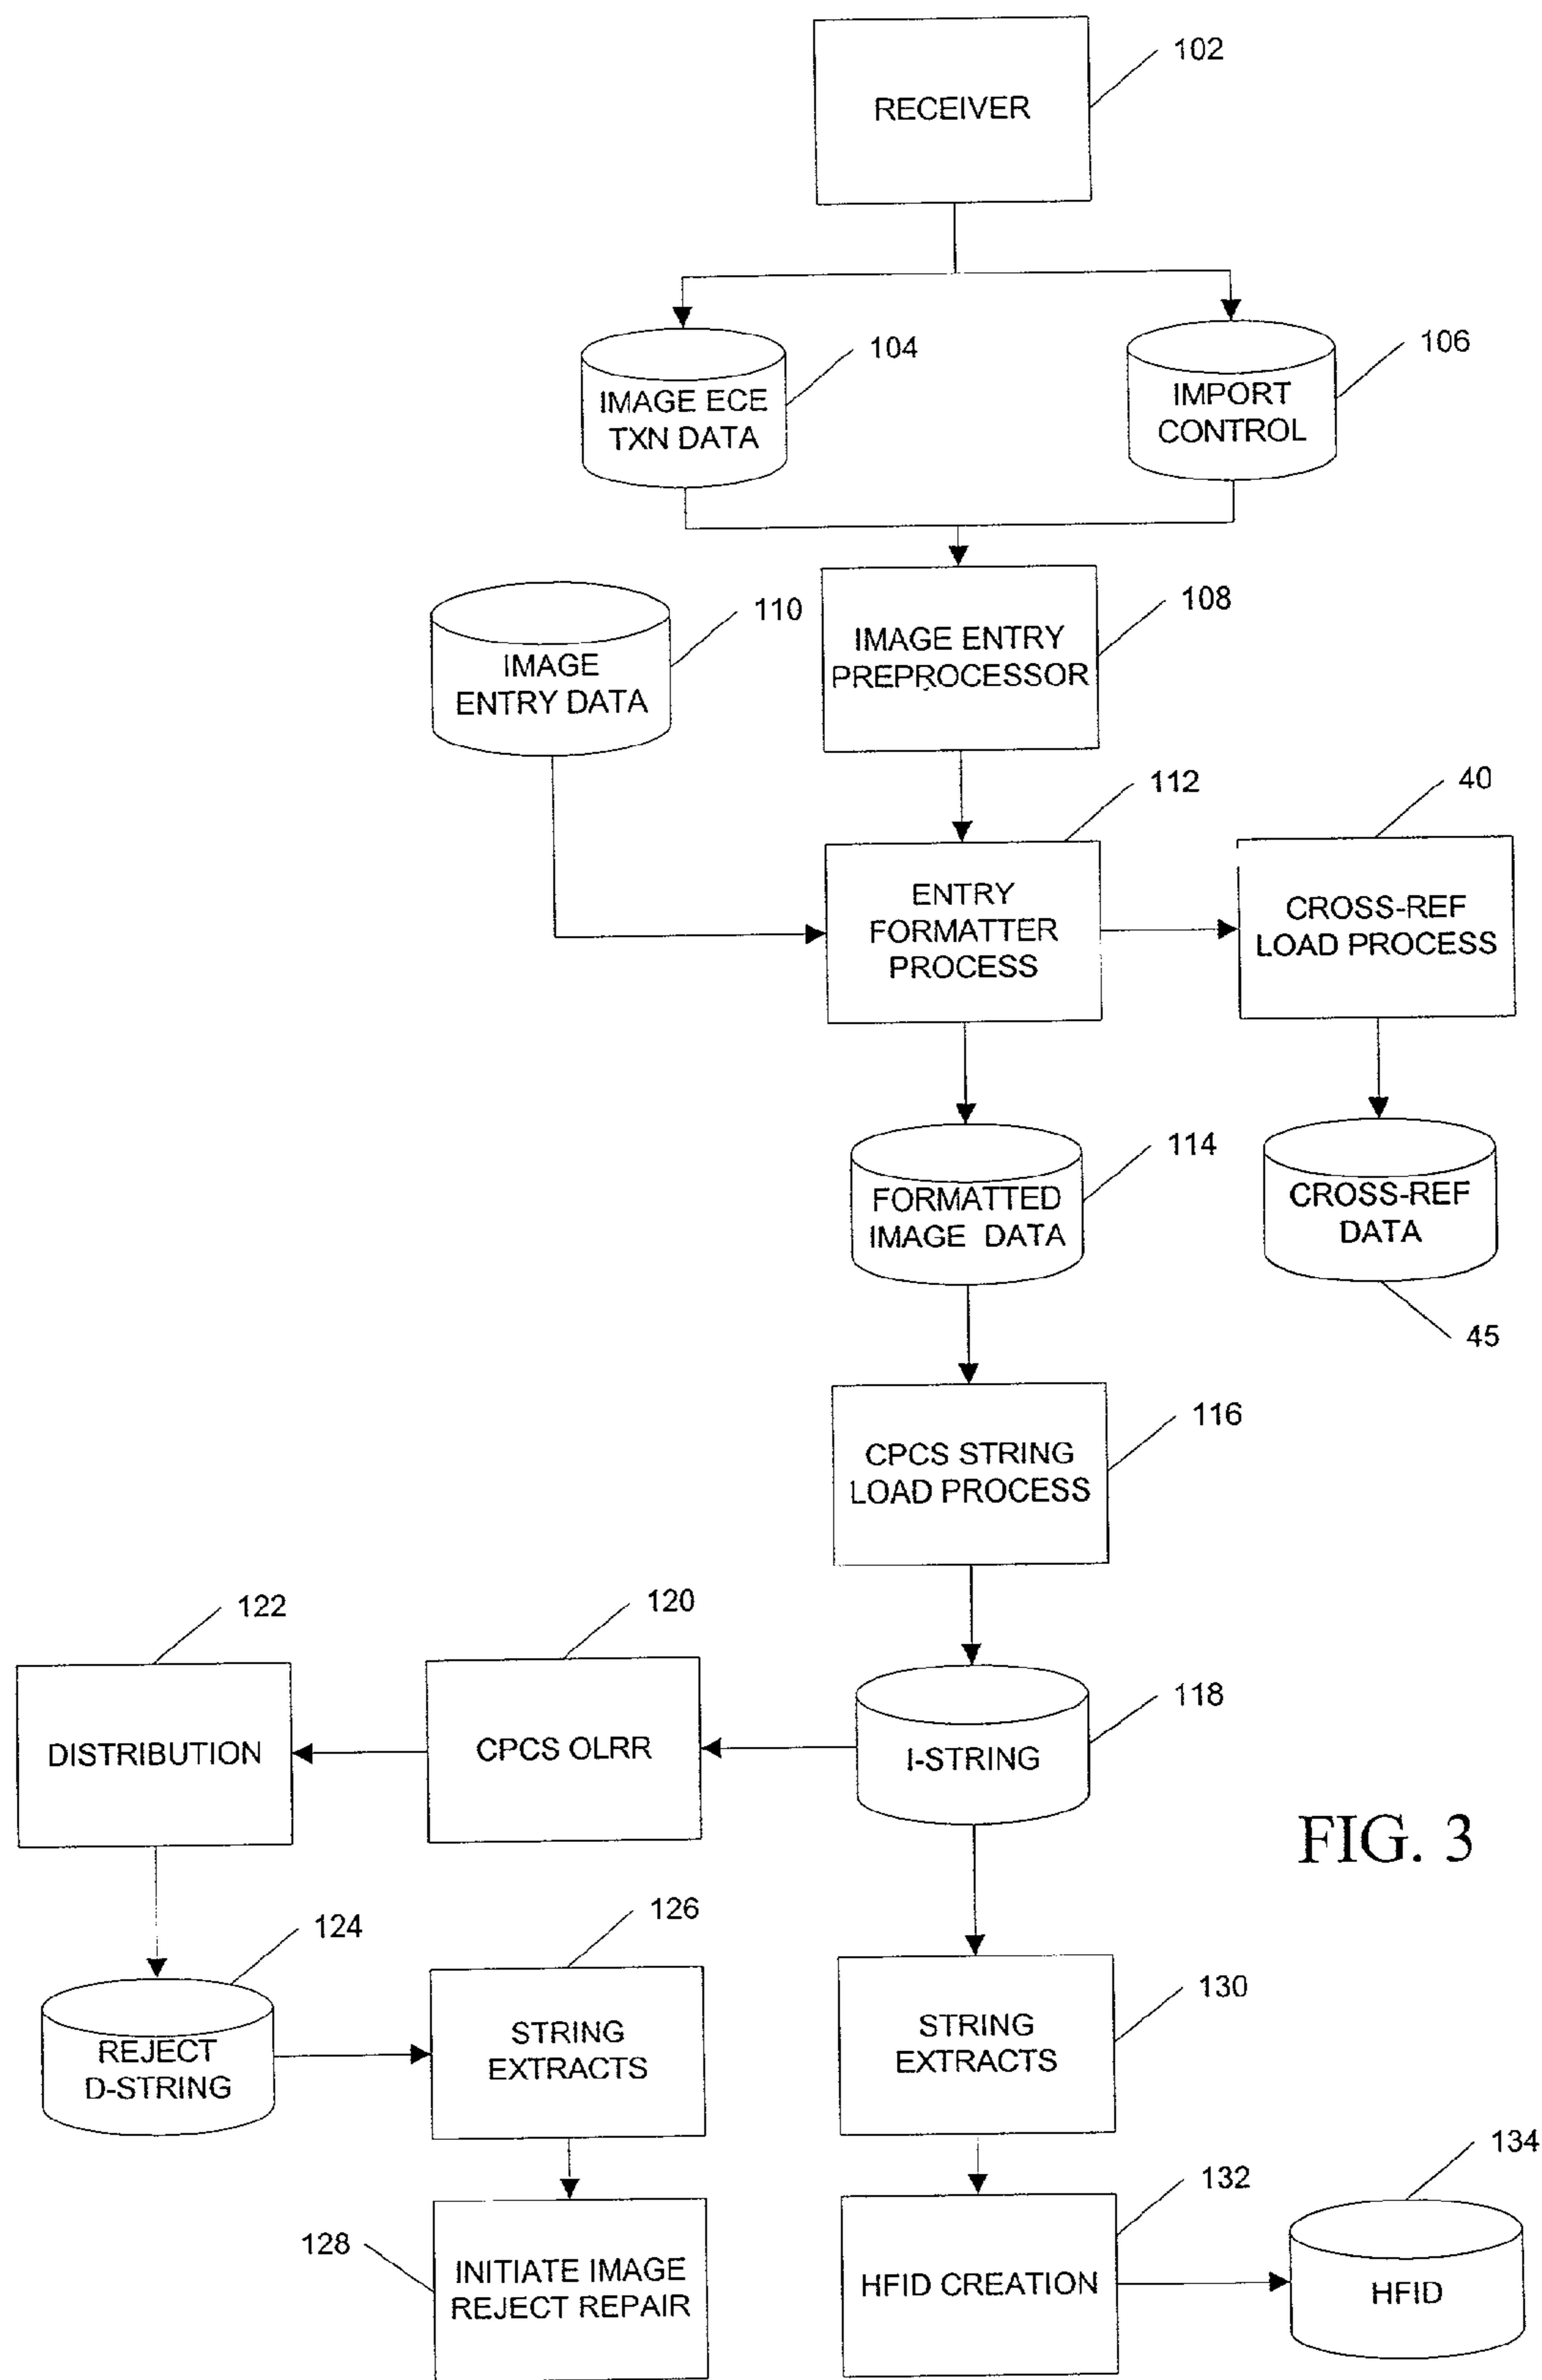 102
RECEIVER
104
106
IMAGE ECE
TXN DATA
IMPORT
CONTROL
110
108
IMAGE
ENTRY DATA
IMAGE ENTRY
PREPROCESSOR
112
40
ENTRY
FORMATTER
PROCESS
CROSS-REF
LOAD PROCESS
114
FORMATTED
IMAGE DATA
CROSS-REF
DATA
45
116
CPCS STRING
LOAD PROCESS
122
120
118
DISTRIBUTION
CPCS OLRR
I-STRING
FIG. 3
124
126
130
REJECT
D-STRING
STRING
EXTRACTS
STRING
EXTRACTS
128
132
134
INITIATE IMAGE
REJECT REPAIR
HFID CREATION
HFID